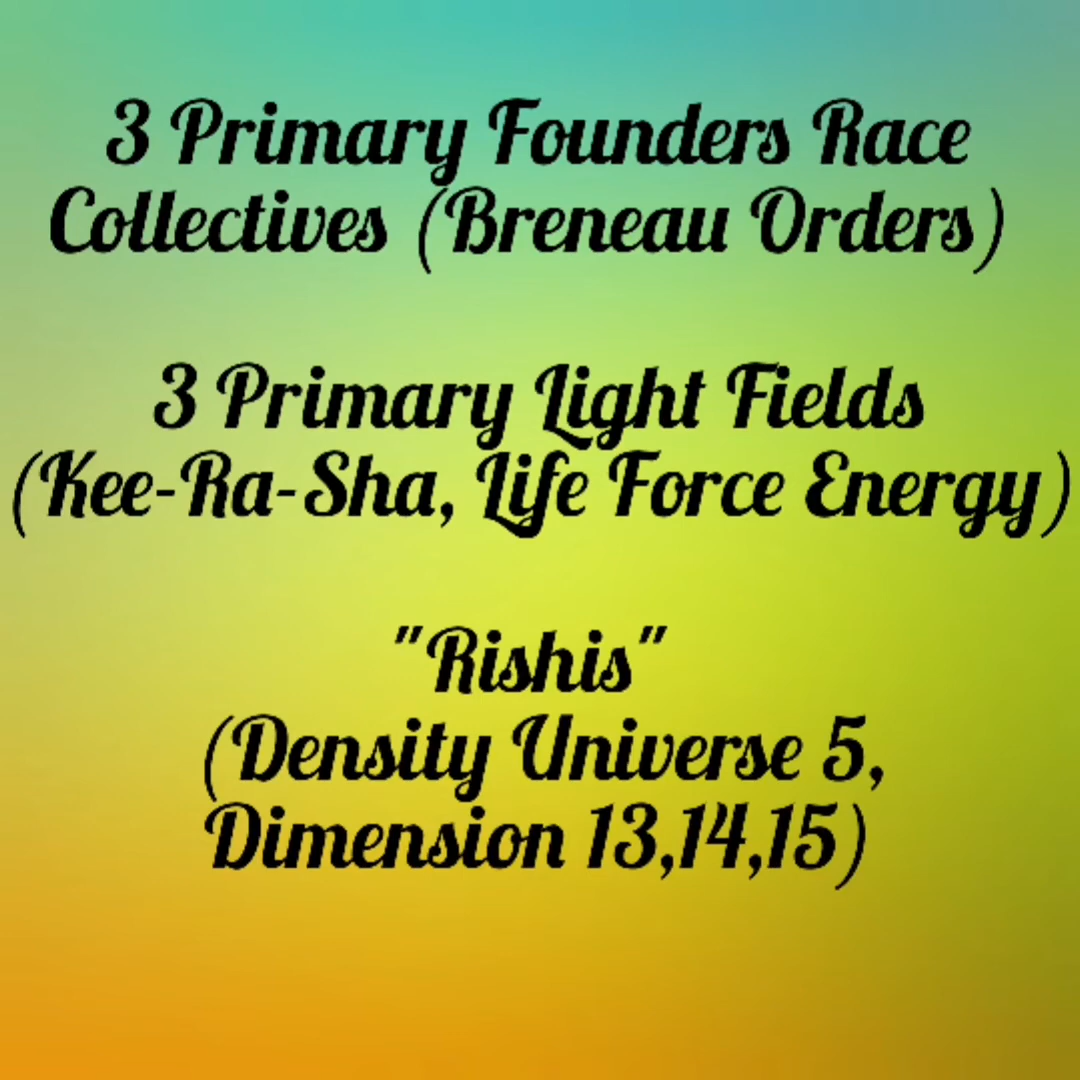 3 Primary Founders Race
Collectives (Breneau Orders)
3 Primary Light Fields
(Kee-Ra-Sha, Life Force Energy)
"Rishis"
(Density Universe 5,
Dimension 13,14,15)